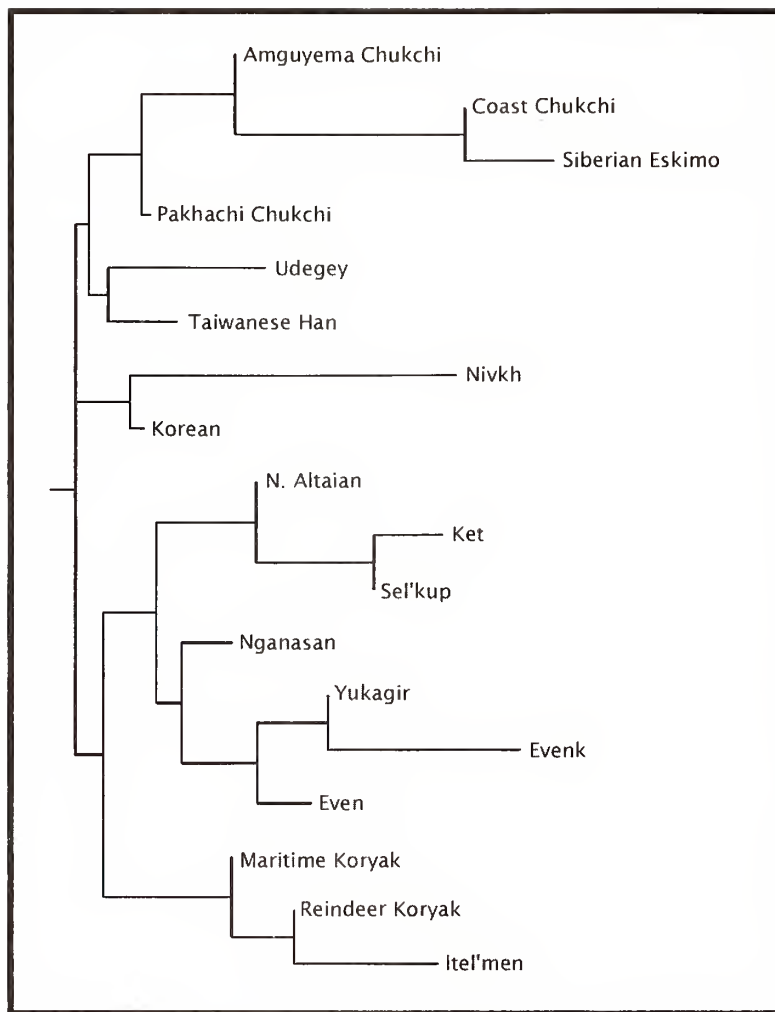 Amguyema Chukchi
Coast Chukchi
Siberian Eskimo
Pakhachi Chukchi
Udegey
Taiwanese Han
Nivkh
Korean
N. Altaian
Ket
Sel'kup
Nganasan
Yukagir
Evenk
Even
Maritime Koryak
Reindeer Koryak
Itel'men